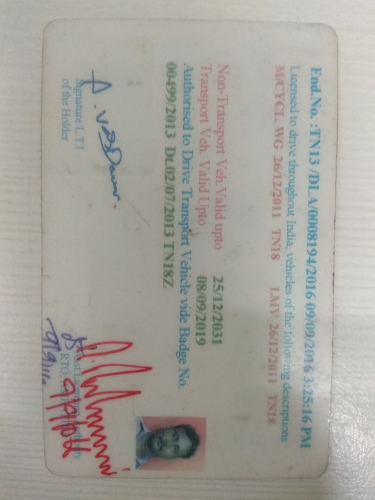 End.No. :TN13 /DLA/0008194/2016 09/09/2016 3:25:16 PM
Licensed to drive throughout India, vehicles of the following descriptions
M/CYCL. WG 26/12/2011 TN18 LMV 26/12/2011 TN18
Non-Transport Veh.Valid upto 25/12/2031
Transport Veh. Valid Upto 08/09/2019
Authorised to Drive Transport Vehicle vide Badge No.
00499/2013 Dt.02/07/2013 TN18Z
Signature/L.T.I
of the Holder
RTO,